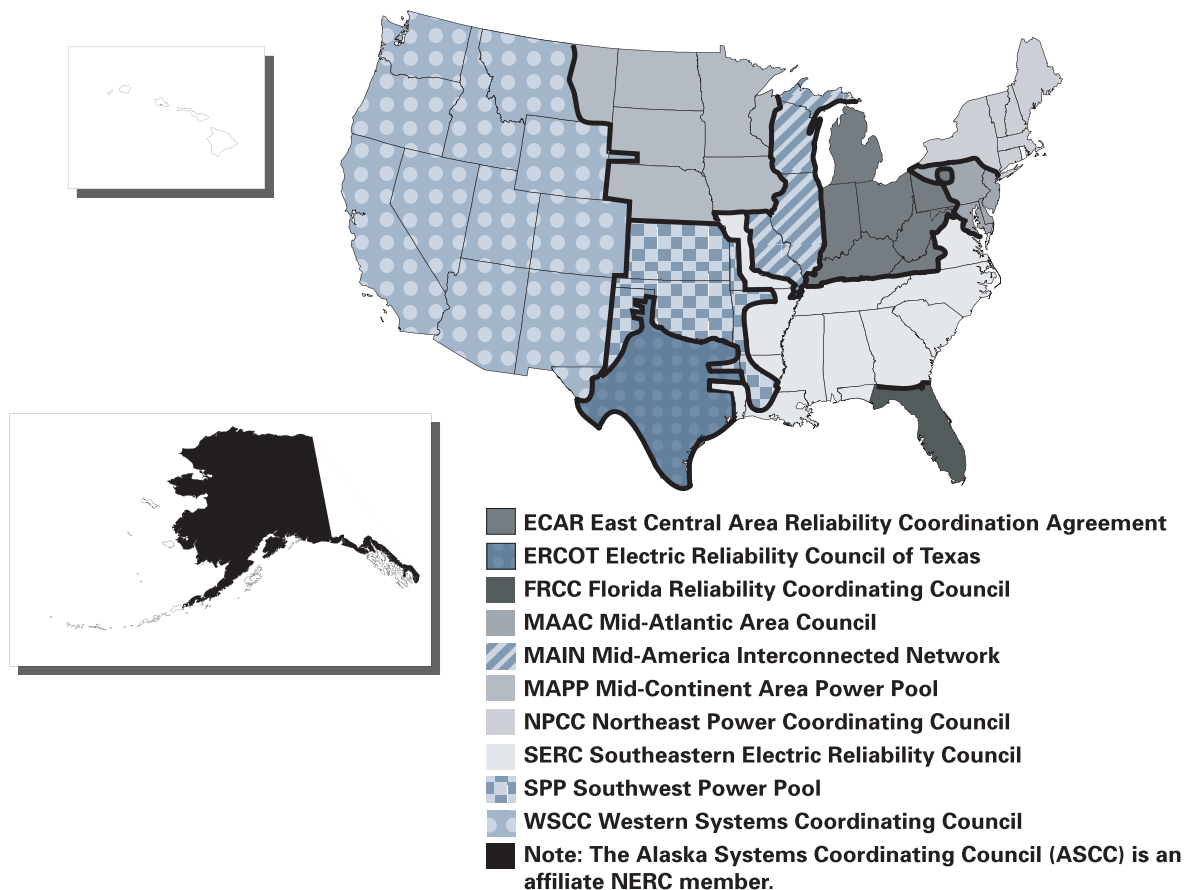 ECAR East Central Area Reliability Coordination Agreement
ERCOT Electric Reliability Council of Texas
FRCC Florida Reliability Coordinating Council
MAAC Mid-Atlantic Area Council
MAIN Mid-America Interconnected Network
MAPP Mid-Continent Area Power Pool
NPCC Northeast Power Coordinating Council
SERC Southeastern Electric Reliability Council
SPP Southwest Power Pool
WSCC Western Systems Coordinating Council
Note: The Alaska Systems Coordinating Council (ASCC) is an
affiliate NERC member.